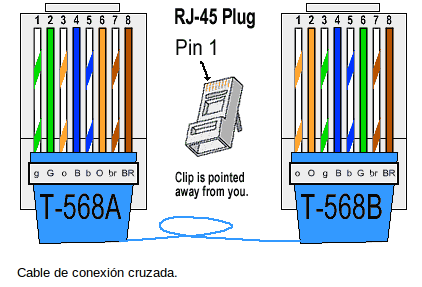 1 2 3 4 5 6 7 8
RJ-45 Plug
Pin 1
1 2 3 4 5 6 7 8
Clip is pointed
away from you.
g G o B b O br BR
T-568A
o O g B b G br BR
T-568B
Cable de conexión cruzada.